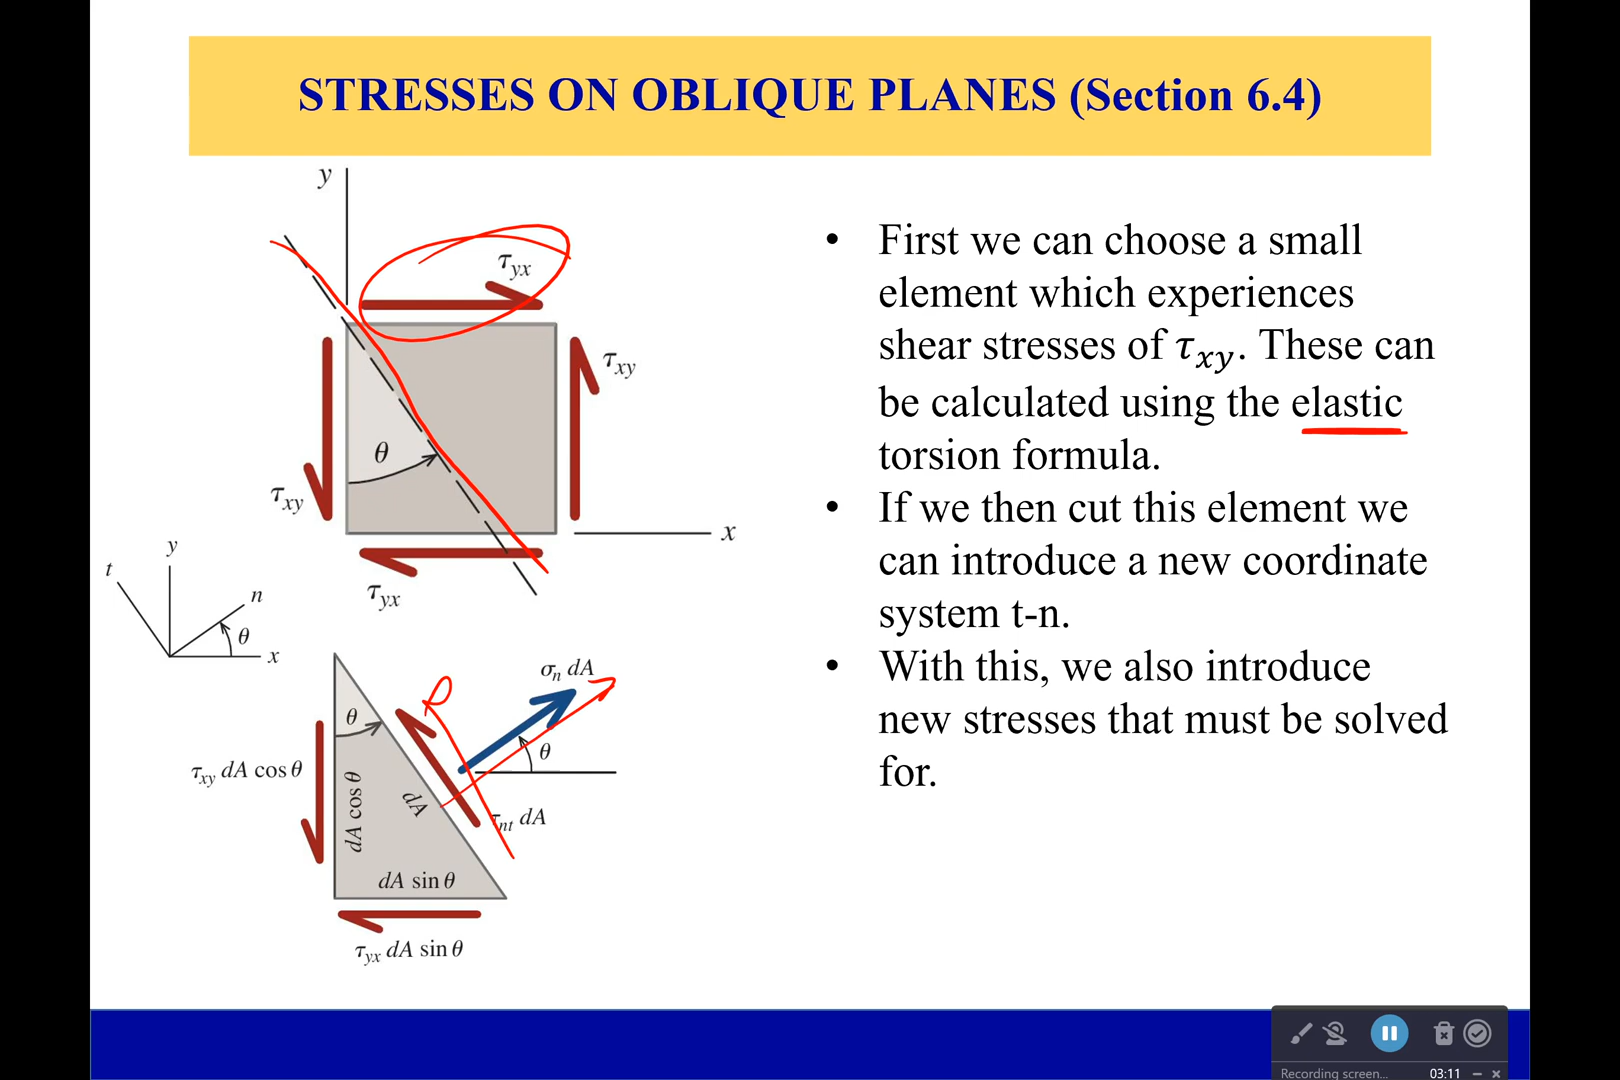 STRESSES ON OBLIQUE PLANES (Section 6.4)
y
τyx
τxy
θ
τxy
x
τyx
y
t
n
θ
x
σn dA
θ
θ
τxy dA cos θ
dA cos θ
dA
τnt dA
dA sin θ
τyx dA sin θ
• First we can choose a small
element which experiences
shear stresses of τxy. These can
be calculated using the elastic
torsion formula.
• If we then cut this element we
can introduce a new coordinate
system t-n.
• With this, we also introduce
new stresses that must be solved
for.
Recording screen...
03:11